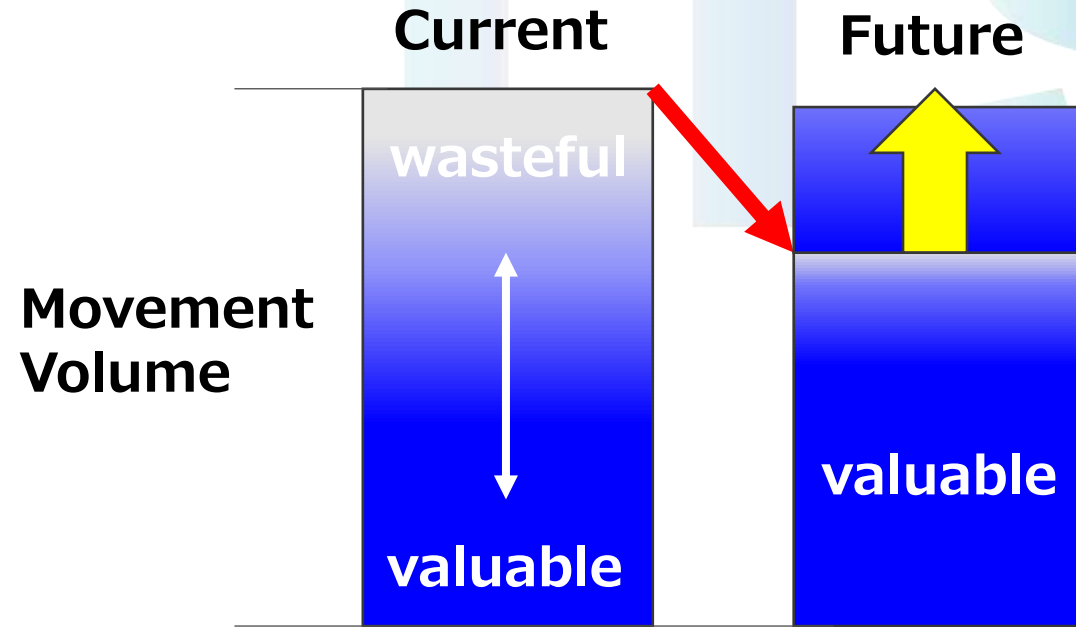 Current
Future
wasteful
Movement
Volume
valuable
valuable